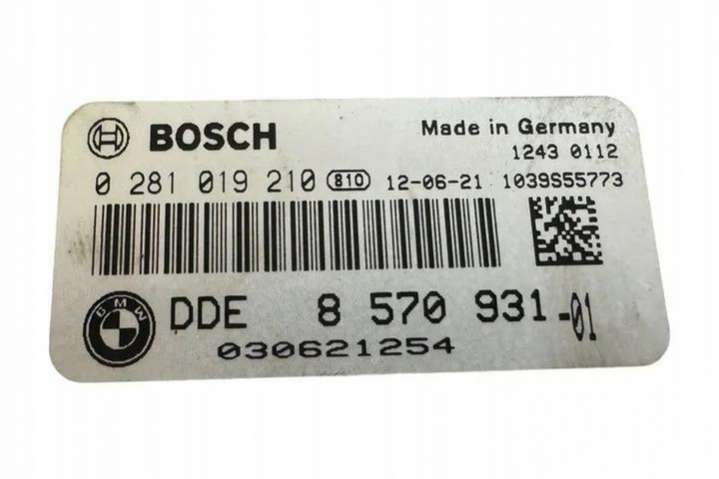 BOSCH Made in Germany
1243 0112
0 281 019 210 810 12-06-21 1039S55773
BMW DDE 8 570 931-01
030621254